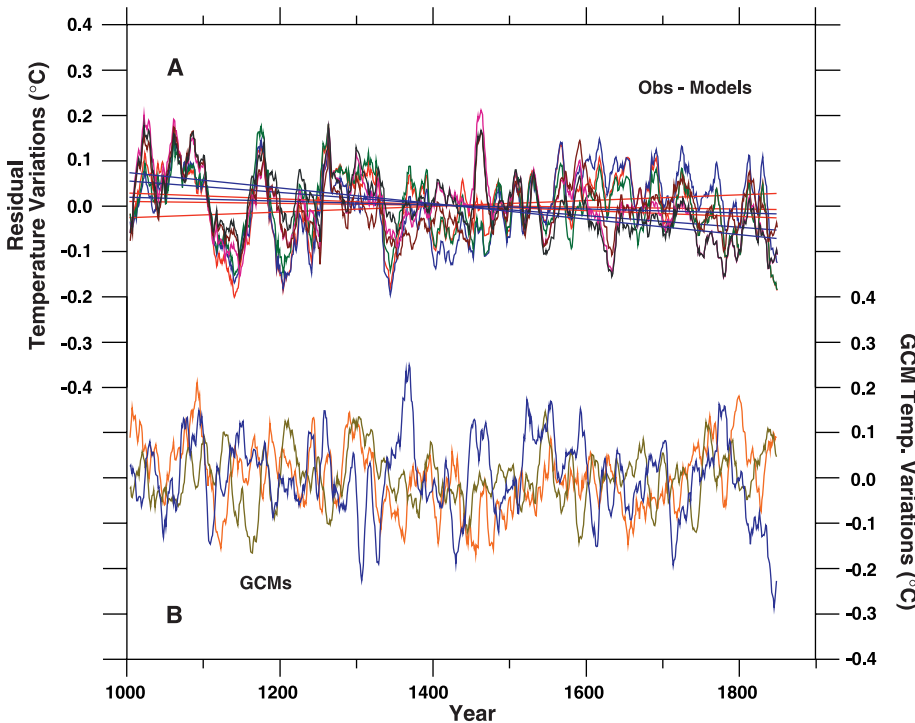 0.4
0.3
0.2
0.1
0.0
-0.1
-0.2
-0.3
-0.4
Residual
Temperature Variations (°C)
A
Obs - Models
0.4
0.3
0.2
0.1
0.0
-0.1
-0.2
-0.3
-0.4
GCM Temp. Variations (°C)
GCMs
B
1000
1200
1400
1600
1800
Year